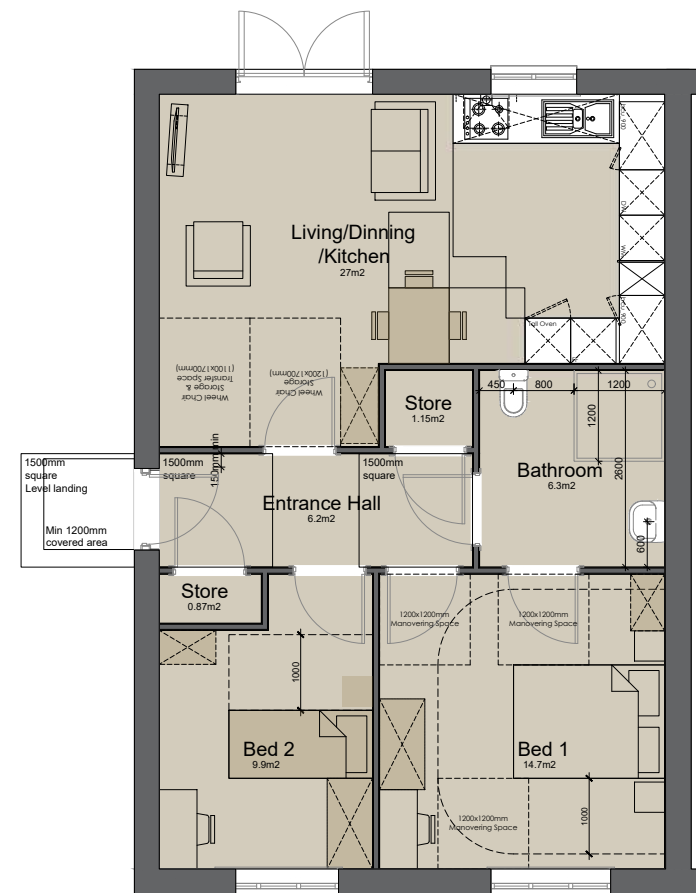 Living/Dinning
/Kitchen
27m2
Tall Oven
Wheel Chair
Storage &
Transfer Space
(1100x1700mm)
Wheel Chair
Storage
(1200x1700mm)
Store
1.15m2
450
800
1200
1200
2600
Bathroom
6.3m2
600
1500mm
square
Level landing
Min 1200mm
covered area
1500mm
square
150mm min
1500mm
square
Entrance Hall
6.2m2
Store
0.87m2
1200x1200mm
Manovering Space
1200x1200mm
Manovering Space
1000
Bed 2
9.9m2
Bed 1
14.7m2
1200x1200mm
Manovering Space
1000